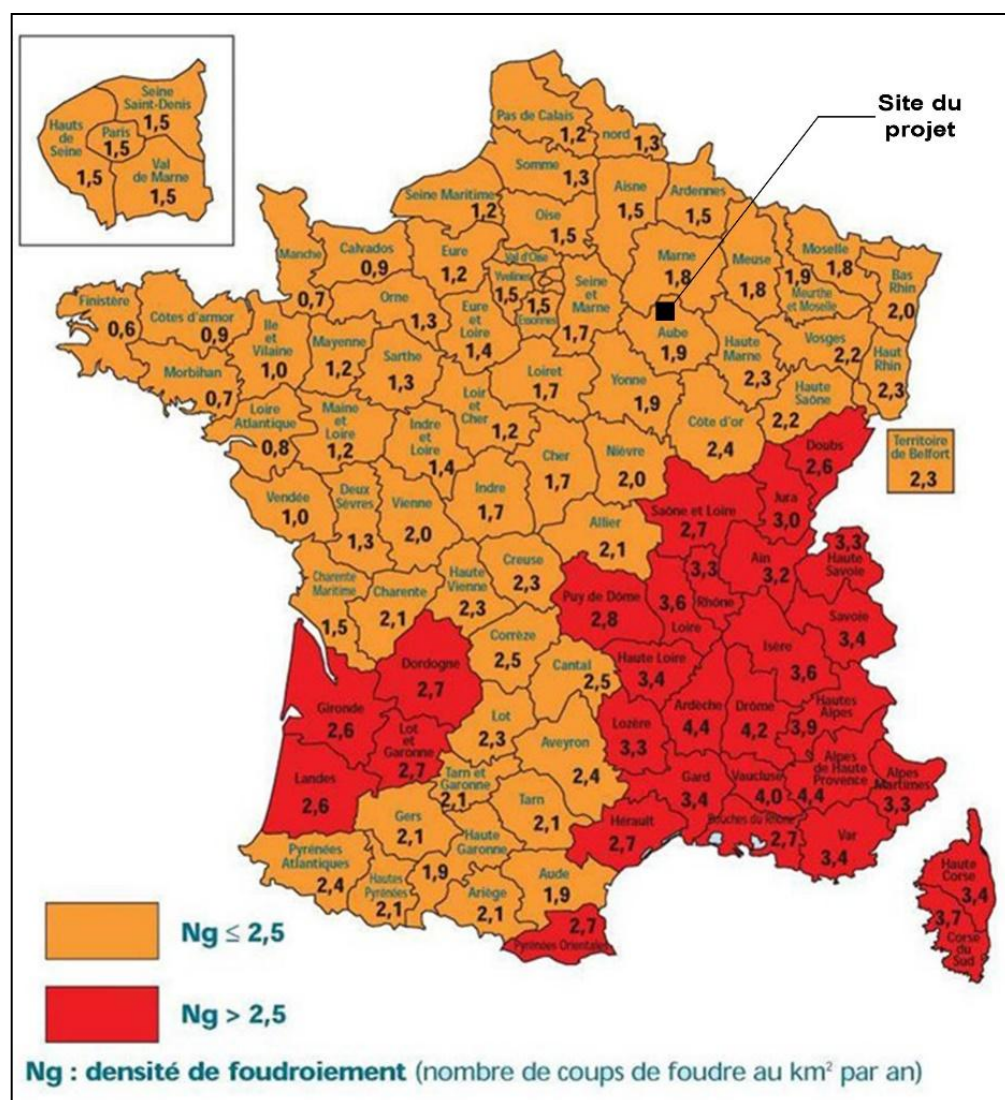 Seine
Saint-Denis
1,5
Hauts
de
Seine
1,5
Paris
1,5
Val
de Marne
1,5
Site du
projet
Pas de Calais
1,2
nord
1,3
Somme
1,3
Seine Maritime
1,2
Aisne
1,5
Ardennes
1,5
Oise
1,5
Manche
0,7
Calvados
0,9
Eure
1,2
Val d'Oise
Yvelines
1,5
1,5
Essonnes
Seine
et
Marne
1,7
Marne
1,8
Meuse
1,8
Moselle
1,8
1,9
Meurthe
et Moselle
Bas
Rhin
2,0
Finistère
0,6
Côtes d'armor
0,9
Ile
et
Vilaine
1,0
Orne
1,3
Mayenne
1,2
Sarthe
1,3
Eure
et
Loire
1,4
Aube
1,9
Haute
Marne
2,3
Vosges
2,2
Haut
Rhin
2,3
Morbihan
0,7
Loiret
1,7
Yonne
1,9
Haute
Saône
2,2
Loire
Atlantique
0,8
Maine
et
Loire
1,2
Indre
et
Loire
1,4
Loir
et
Cher
1,2
Cher
1,7
Nièvre
2,0
Côte d'or
2,4
Doubs
2,6
Territoire
de Belfort
2,3
Vendée
1,0
Deux
Sèvres
1,3
Vienne
2,0
Indre
1,7
Allier
2,1
Saône et Loire
2,7
Jura
3,0
Charente
Maritime
1,5
Charente
2,1
Haute
Vienne
2,3
Creuse
2,3
Puy de Dôme
2,8
3,3
Rhône
3,6
Loire
Ain
3,2
3,3
Haute
Savoie
Savoie
3,4
Dordogne
2,7
Corrèze
2,5
Cantal
2,5
Haute Loire
3,4
Isère
3,6
Gironde
2,6
Lot
et
Garonne
2,7
Lot
2,3
Aveyron
2,4
Lozère
3,3
Ardèche
4,4
Drôme
4,2
Hautes
Alpes
3,9
Landes
2,6
Tarn et
Garonne
2,1
Tarn
2,1
Gard
3,4
Vaucluse
4,0
Alpes
de Haute
Provence
4,4
Alpes
Maritimes
3,3
Gers
2,1
Haute
Garonne
1,9
Hérault
2,7
Bouches du Rhône
2,7
Var
3,4
Pyrénées
Atlantiques
2,4
Hautes
Pyrénées
2,1
Ariège
2,1
Aude
1,9
2,7
Pyrénées Orientales
Haute
Corse
3,4
3,7
Corse
du
Sud
Ng ≤ 2,5
Ng > 2,5
Ng : densité de foudroiement (nombre de coups de foudre au km² par an)